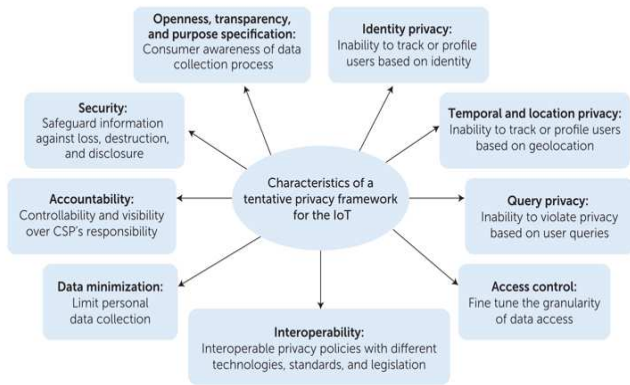 Openness, transparency,
and purpose specification:
Consumer awareness of data
collection process
Identity privacy:
Inability to track or profile
users based on identity
Security:
Safeguard information
against loss, destruction,
and disclosure
Temporal and location privacy:
Inability to track or profile users
based on geolocation
Characteristics of a
tentative privacy framework
for the IoT
Accountability:
Controllability and visibility
over CSP's responsibility
Query privacy:
Inability to violate privacy
based on user queries
Data minimization:
Limit personal
data collection
Access control:
Fine tune the granularity
of data access
Interoperability:
Interoperable privacy policies with different
technologies, standards, and legislation